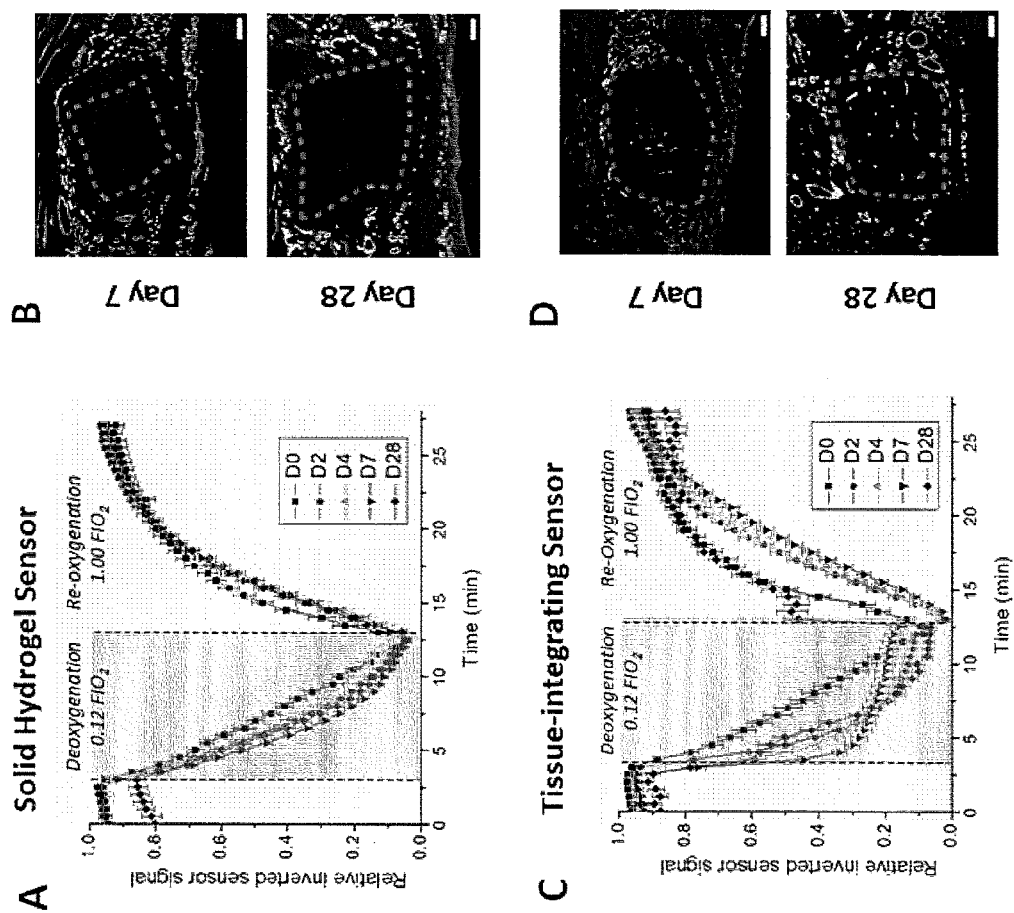 A
Solid Hydrogel Sensor
Deoxygenation
0.12 FIO2
Re-oxygenation
1.00 FIO2
Relative inverted sensor signal
1.0
0.8
0.6
0.4
0.2
0.0
D0
D2
D4
D7
D28
0 5 10 15 20 25
Time (min)
B
Day 7
Day 28
C
Tissue-integrating Sensor
Deoxygenation
0.12 FIO2
Re-Oxygenation
1.00 FIO2
Relative inverted sensor signal
1.0
0.8
0.6
0.4
0.2
0.0
D0
D2
D4
D7
D28
0 5 10 15 20 25
Time (min)
D
Day 7
Day 28